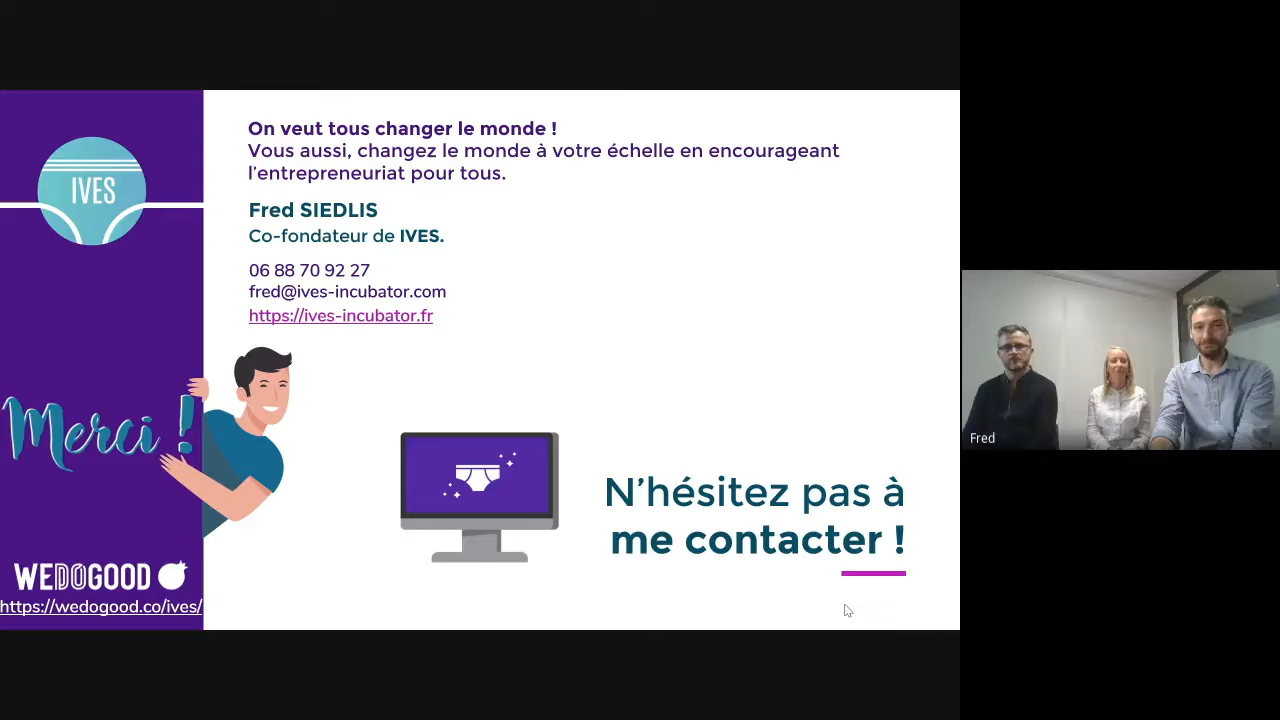 On veut tous changer le monde !
Vous aussi, changez le monde à votre échelle en encourageant
l'entrepreneuriat pour tous.
IVES
Fred SIEDLIS
Co-fondateur de IVES.
06 88 70 92 27
fred@ives-incubator.com
https://ives-incubator.fr
Merci !
N'hésitez pas à
me contacter !
WEDOGOOD
https://wedogood.co/ives/
Fred